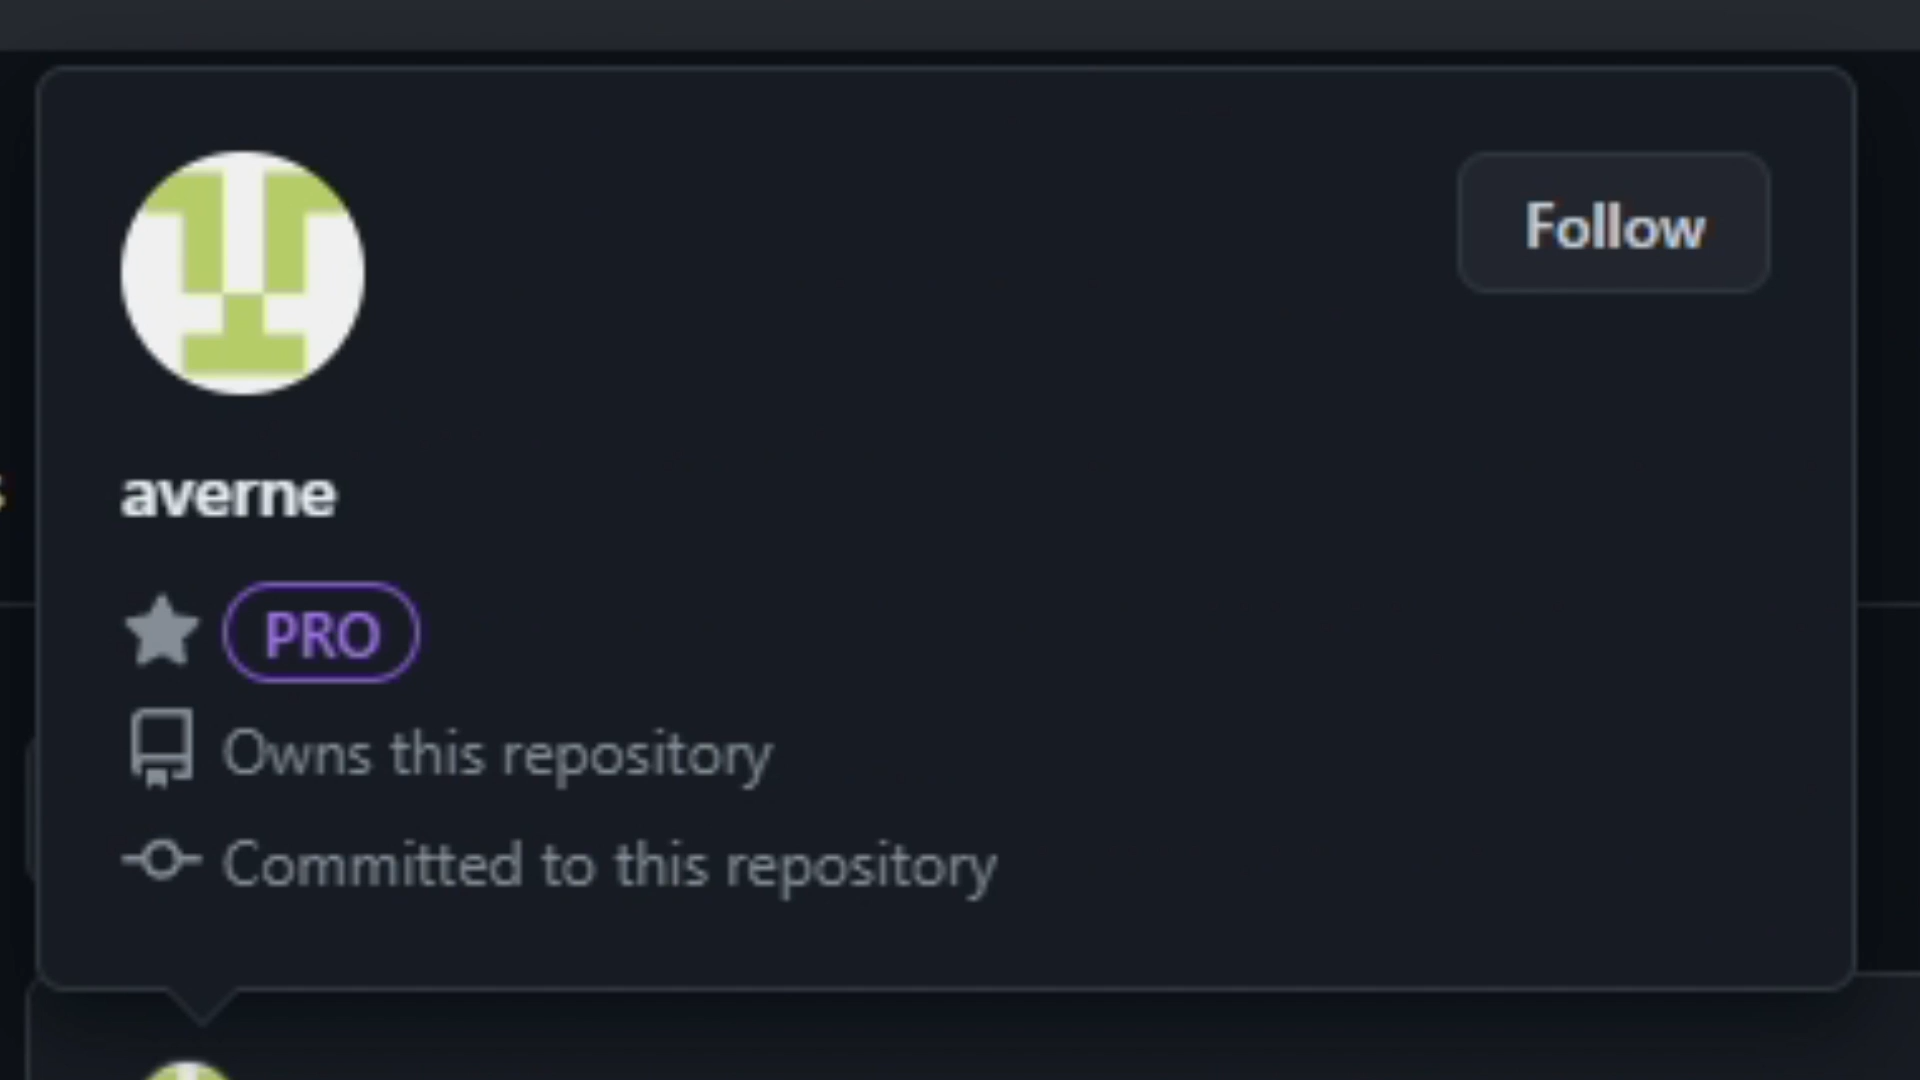 Follow
averne
PRO
Owns this repository
Committed to this repository